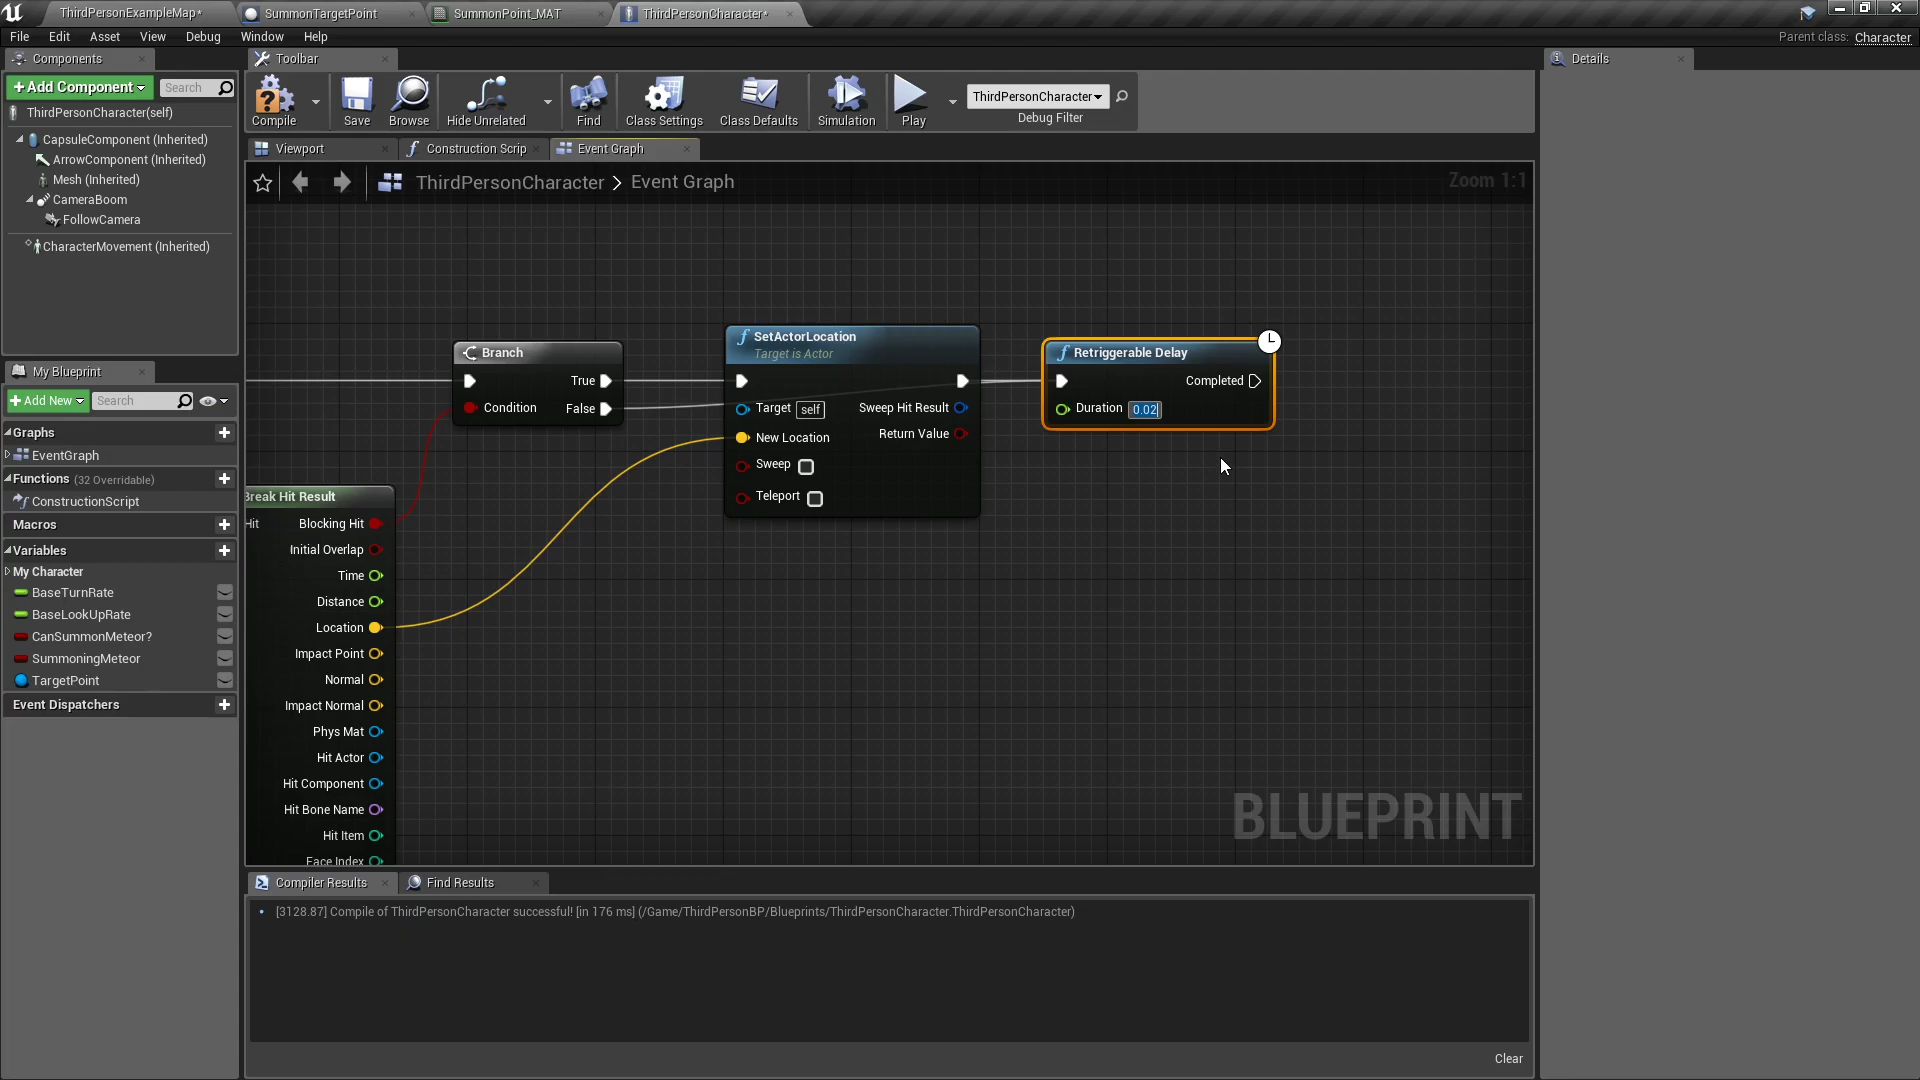 ThirdPersonExampleMap*
SummonTargetPoint
SummonPoint_MAT
ThirdPersonCharacter*
File Edit Asset View Debug Window Help
Parent class: Character
Components
Toolbar
Details
+Add Component
Search
Compile
Save
Browse
Hide Unrelated
Find
Class Settings
Class Defaults
Simulation
Play
ThirdPersonCharacter
Debug Filter
ThirdPersonCharacter(self)
CapsuleComponent (Inherited)
ArrowComponent (Inherited)
Mesh (Inherited)
CameraBoom
FollowCamera
CharacterMovement (Inherited)
Viewport
Construction Scrip
Event Graph
ThirdPersonCharacter > Event Graph
Zoom 1:1
Branch
True
Condition
False
SetActorLocation
Target is Actor
Target self
Sweep Hit Result
New Location
Return Value
Sweep
Teleport
Retriggerable Delay
Completed
Duration 0.02
Break Hit Result
Hit
Blocking Hit
Initial Overlap
Time
Distance
Location
Impact Point
Normal
Impact Normal
Phys Mat
Hit Actor
Hit Component
Hit Bone Name
Hit Item
Face Index
BLUEPRINT
My Blueprint
+Add New
Search
Graphs
EventGraph
Functions (32 Overridable)
ConstructionScript
Macros
Variables
My Character
BaseTurnRate
BaseLookUpRate
CanSummonMeteor?
SummoningMeteor
TargetPoint
Event Dispatchers
Compiler Results
Find Results
[3128.87] Compile of ThirdPersonCharacter successful! [in 176 ms] (/Game/ThirdPersonBP/Blueprints/ThirdPersonCharacter.ThirdPersonCharacter)
Clear